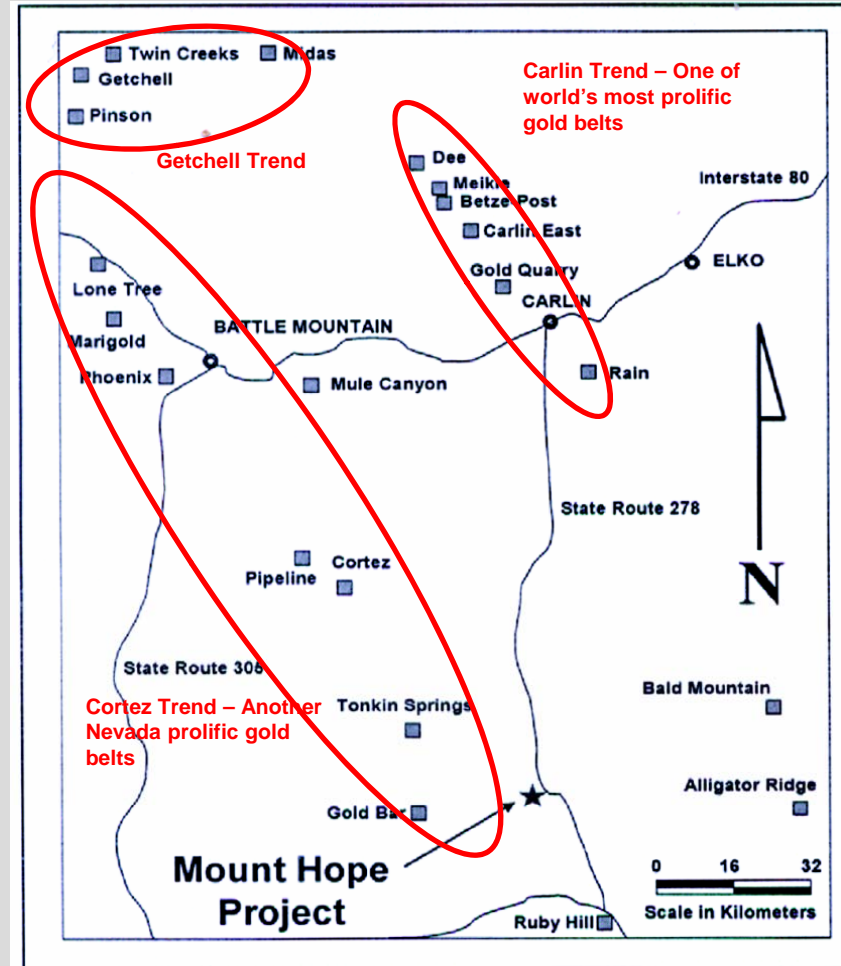 Twin Creeks
Midas
Getchell
Pinson
Getchell Trend
Carlin Trend – One of
world's most prolific
gold belts
Dee
Meikle
Betze-Post
Carlin East
Gold Quarry
CARLIN
Interstate 80
ELKO
Lone Tree
Marigold
Phoenix
BATTLE MOUNTAIN
Mule Canyon
Rain
State Route 278
N
Pipeline
Cortez
State Route 306
Cortez Trend – Another
Nevada prolific gold
belts
Tonkin Springs
Gold Bar
Bald Mountain
Alligator Ridge
Mount Hope
Project
Ruby Hill
0 16 32
Scale in Kilometers